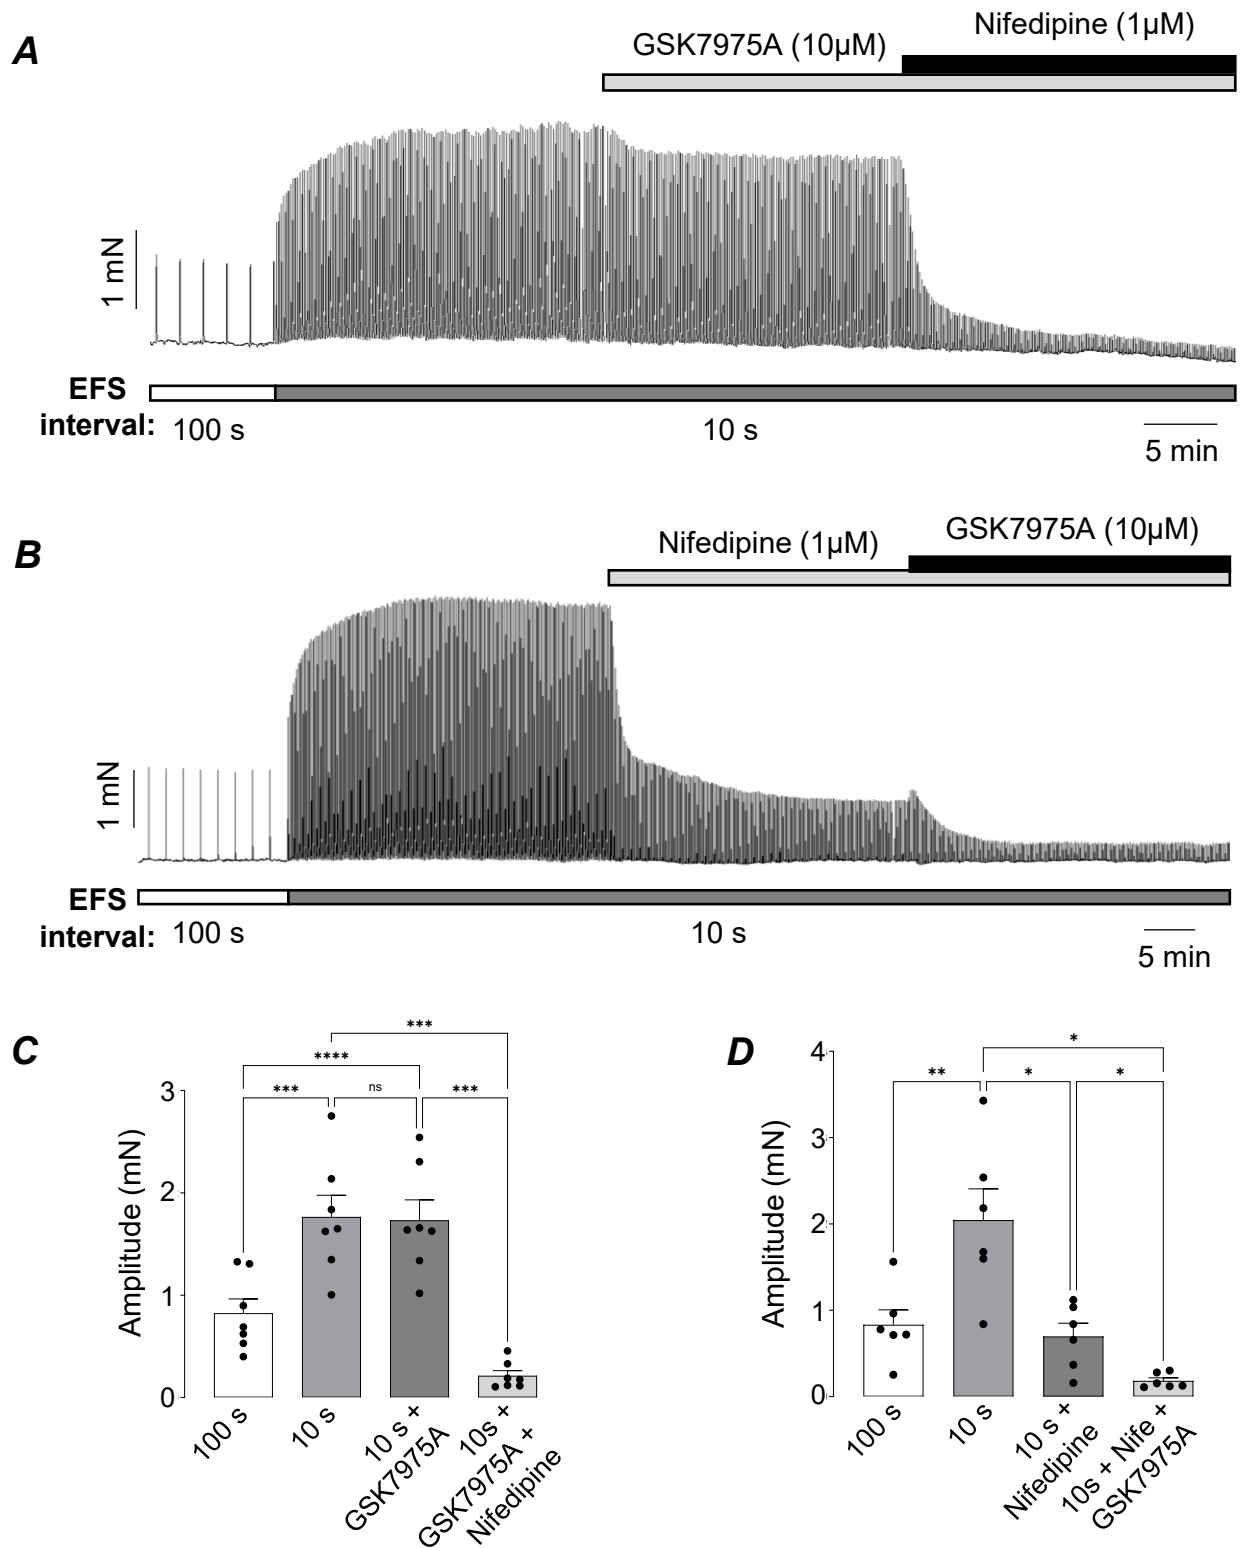 A
GSK7975A (10µM)
Nifedipine (1µM)
1 mN
EFS
interval:
100 s
10 s
5 min
B
Nifedipine (1µM)
GSK7975A (10µM)
1 mN
EFS
interval:
100 s
10 s
5 min
C
***
****
***
ns
***
3
2
1
0
Amplitude (mN)
100 s
10 s
10 s +
GSK7975A
10s +
GSK7975A +
Nifedipine
D
*
**
*
*
4
3
2
1
0
Amplitude (mN)
100 s
10 s
10 s +
Nifedipine
10s + Nife +
GSK7975A